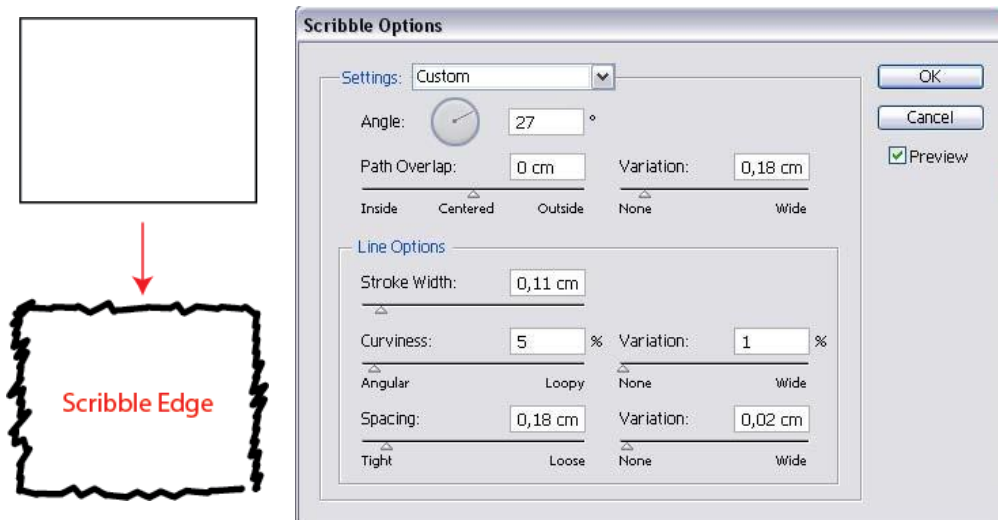 Scribble Edge
Scribble Options
Settings: Custom
OK
Angle: 27 °
Cancel
Preview
Path Overlap: 0 cm Variation: 0,18 cm
Inside Centered Outside None Wide
Line Options
Stroke Width: 0,11 cm
Curviness: 5 % Variation: 1 %
Angular Loopy None Wide
Spacing: 0,18 cm Variation: 0,02 cm
Tight Loose None Wide